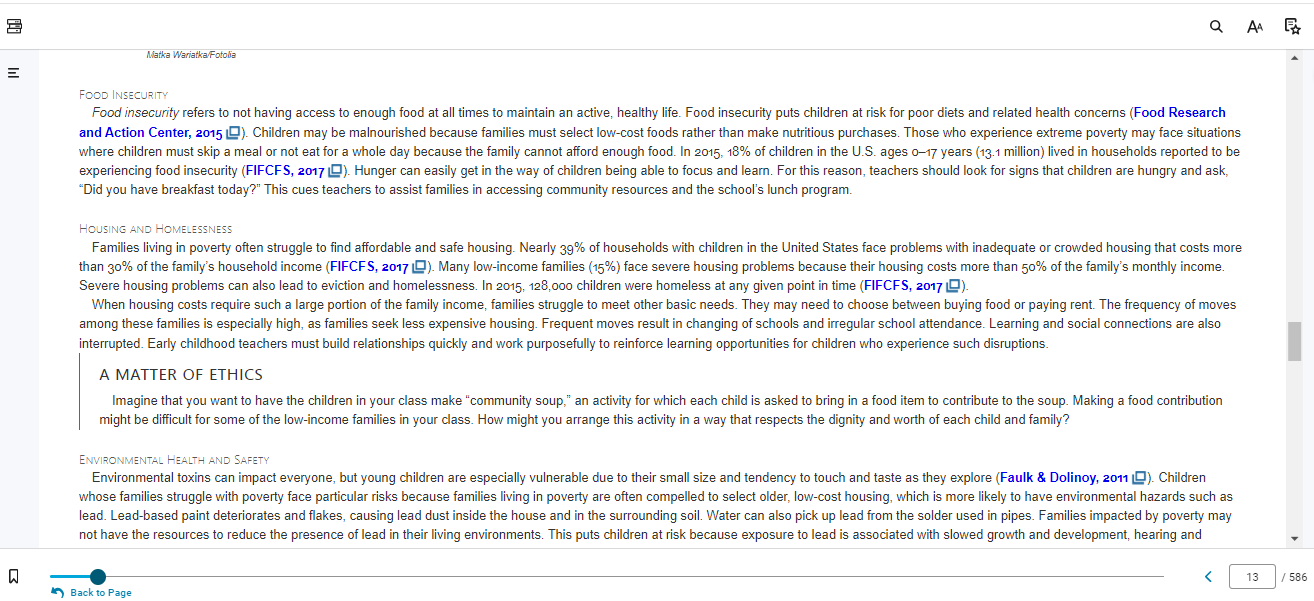 Matka Wariatka/Fotolia
FOOD INSECURITY
Food insecurity refers to not having access to enough food at all times to maintain an active, healthy life. Food insecurity puts children at risk for poor diets and related health concerns (Food Research
and Action Center, 2015). Children may be malnourished because families must select low-cost foods rather than make nutritious purchases. Those who experience extreme poverty may face situations
where children must skip a meal or not eat for a whole day because the family cannot afford enough food. In 2015, 18% of children in the U.S. ages 0–17 years (13.1 million) lived in households reported to be
experiencing food insecurity (FIFCFS, 2017). Hunger can easily get in the way of children being able to focus and learn. For this reason, teachers should look for signs that children are hungry and ask,
“Did you have breakfast today?” This cues teachers to assist families in accessing community resources and the school’s lunch program.
HOUSING AND HOMELESSNESS
Families living in poverty often struggle to find affordable and safe housing. Nearly 39% of households with children in the United States face problems with inadequate or crowded housing that costs more
than 30% of the family’s household income (FIFCFS, 2017). Many low-income families (15%) face severe housing problems because their housing costs more than 50% of the family’s monthly income.
Severe housing problems can also lead to eviction and homelessness. In 2015, 128,000 children were homeless at any given point in time (FIFCFS, 2017).
When housing costs require such a large portion of the family income, families struggle to meet other basic needs. They may need to choose between buying food or paying rent. The frequency of moves
among these families is especially high, as families seek less expensive housing. Frequent moves result in changing of schools and irregular school attendance. Learning and social connections are also
interrupted. Early childhood teachers must build relationships quickly and work purposefully to reinforce learning opportunities for children who experience such disruptions.
A MATTER OF ETHICS
Imagine that you want to have the children in your class make “community soup,” an activity for which each child is asked to bring in a food item to contribute to the soup. Making a food contribution
might be difficult for some of the low-income families in your class. How might you arrange this activity in a way that respects the dignity and worth of each child and family?
ENVIRONMENTAL HEALTH AND SAFETY
Environmental toxins can impact everyone, but young children are especially vulnerable due to their small size and tendency to touch and taste as they explore (Faulk & Dolinoy, 2011). Children
whose families struggle with poverty face particular risks because families living in poverty are often compelled to select older, low-cost housing, which is more likely to have environmental hazards such as
lead. Lead-based paint deteriorates and flakes, causing lead dust inside the house and in the surrounding soil. Water can also pick up lead from the solder used in pipes. Families impacted by poverty may
not have the resources to reduce the presence of lead in their living environments. This puts children at risk because exposure to lead is associated with slowed growth and development, hearing and
13 / 586
Back to Page